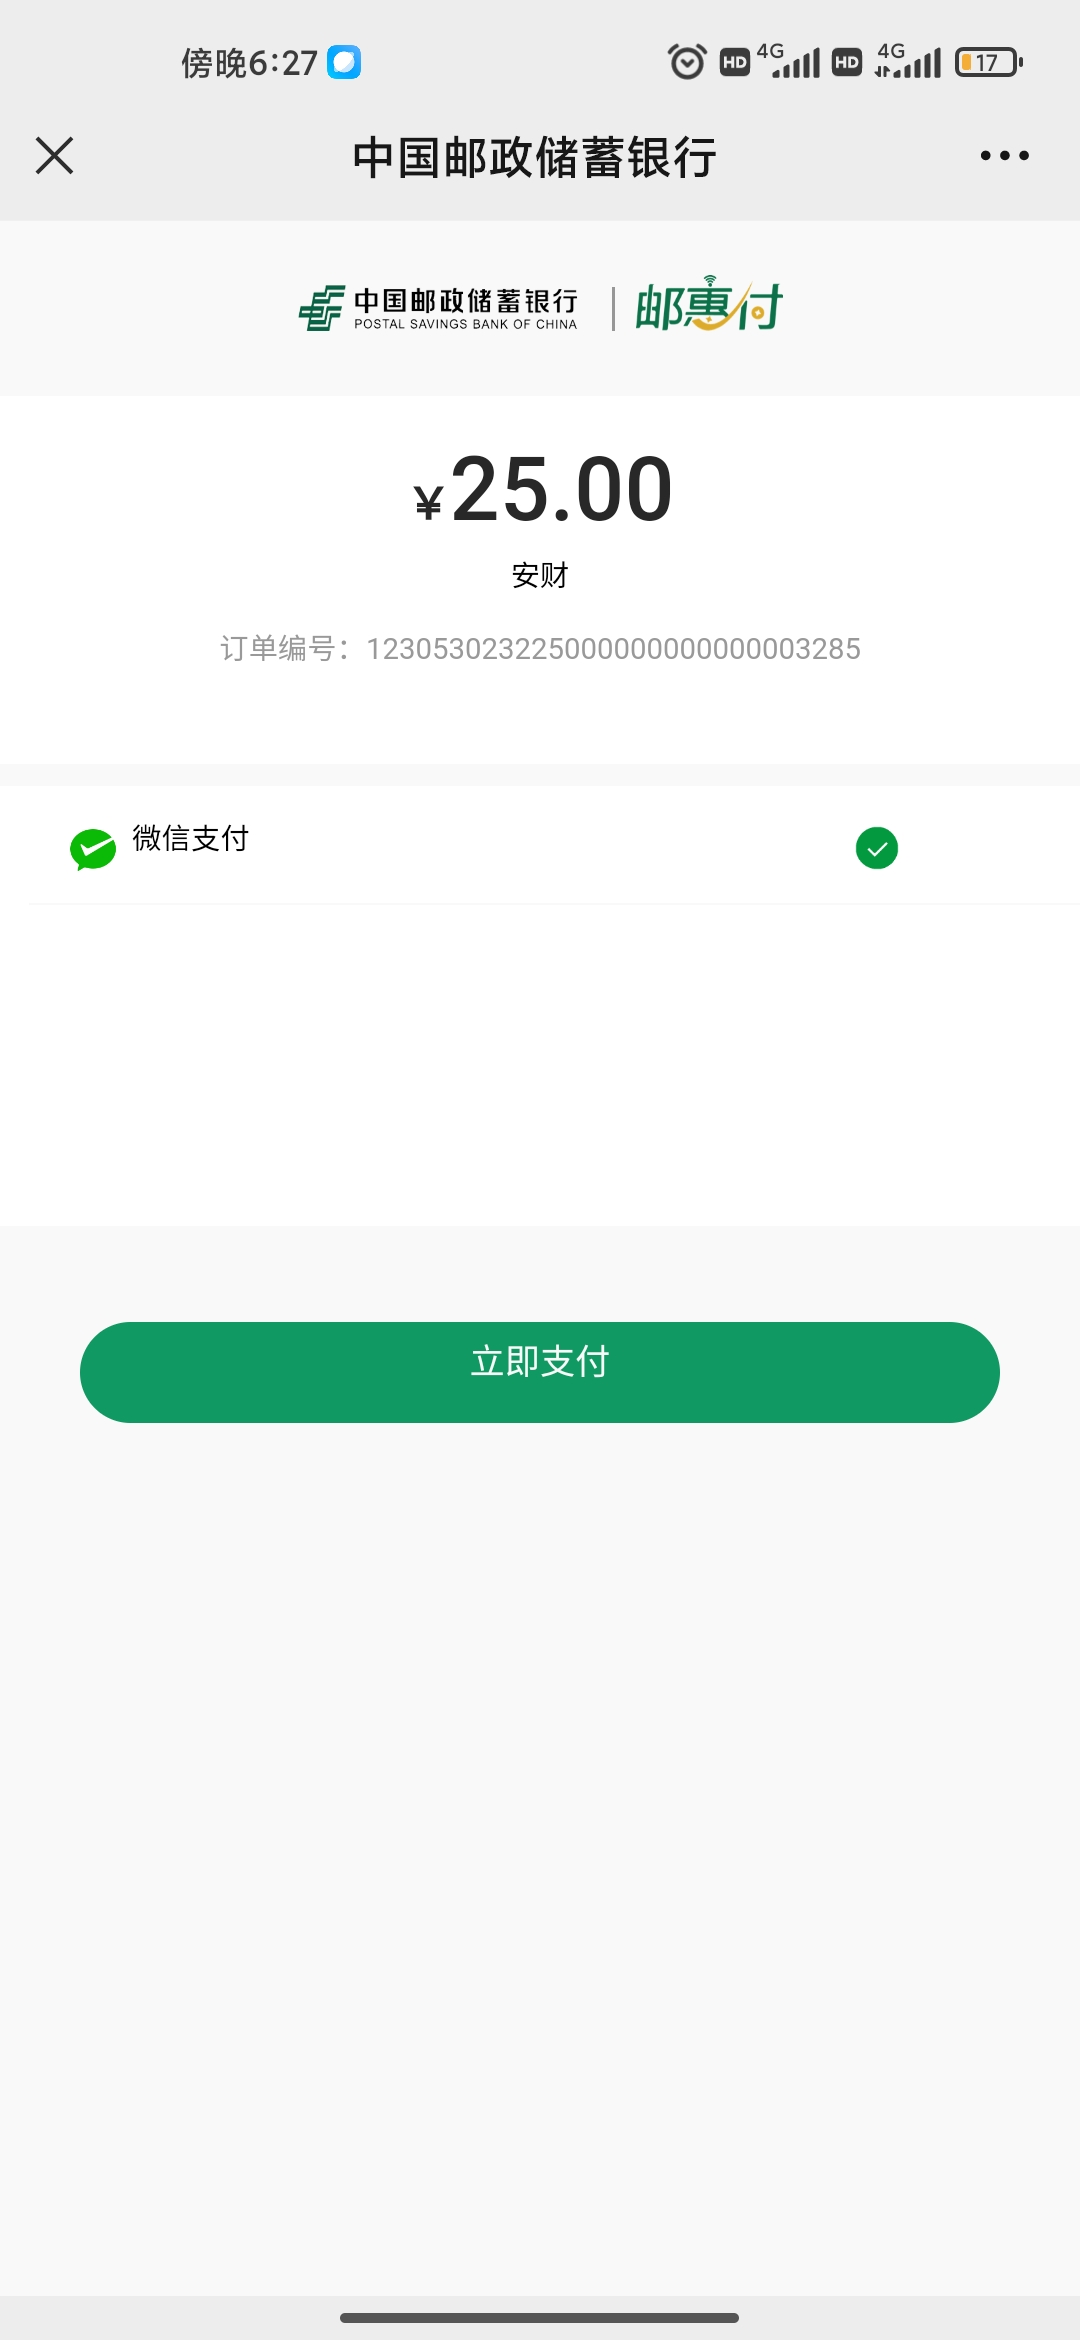 傍晚6:27
HD 4G HD 4G 17
中国邮政储蓄银行
中国邮政储蓄银行
POSTAL SAVINGS BANK OF CHINA
邮惠付
¥25.00
安财
订单编号：123053023225000000000000003285
微信支付
立即支付